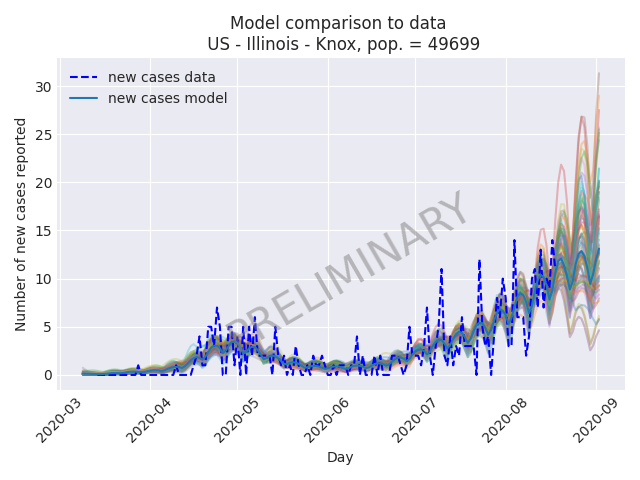 Model comparison to data
US - Illinois - Knox, pop. = 49699
new cases data
new cases model
Number of new cases reported
30
25
20
15
10
5
0
PRELIMINARY
2020-03
2020-04
2020-05
2020-06
2020-07
2020-08
2020-09
Day